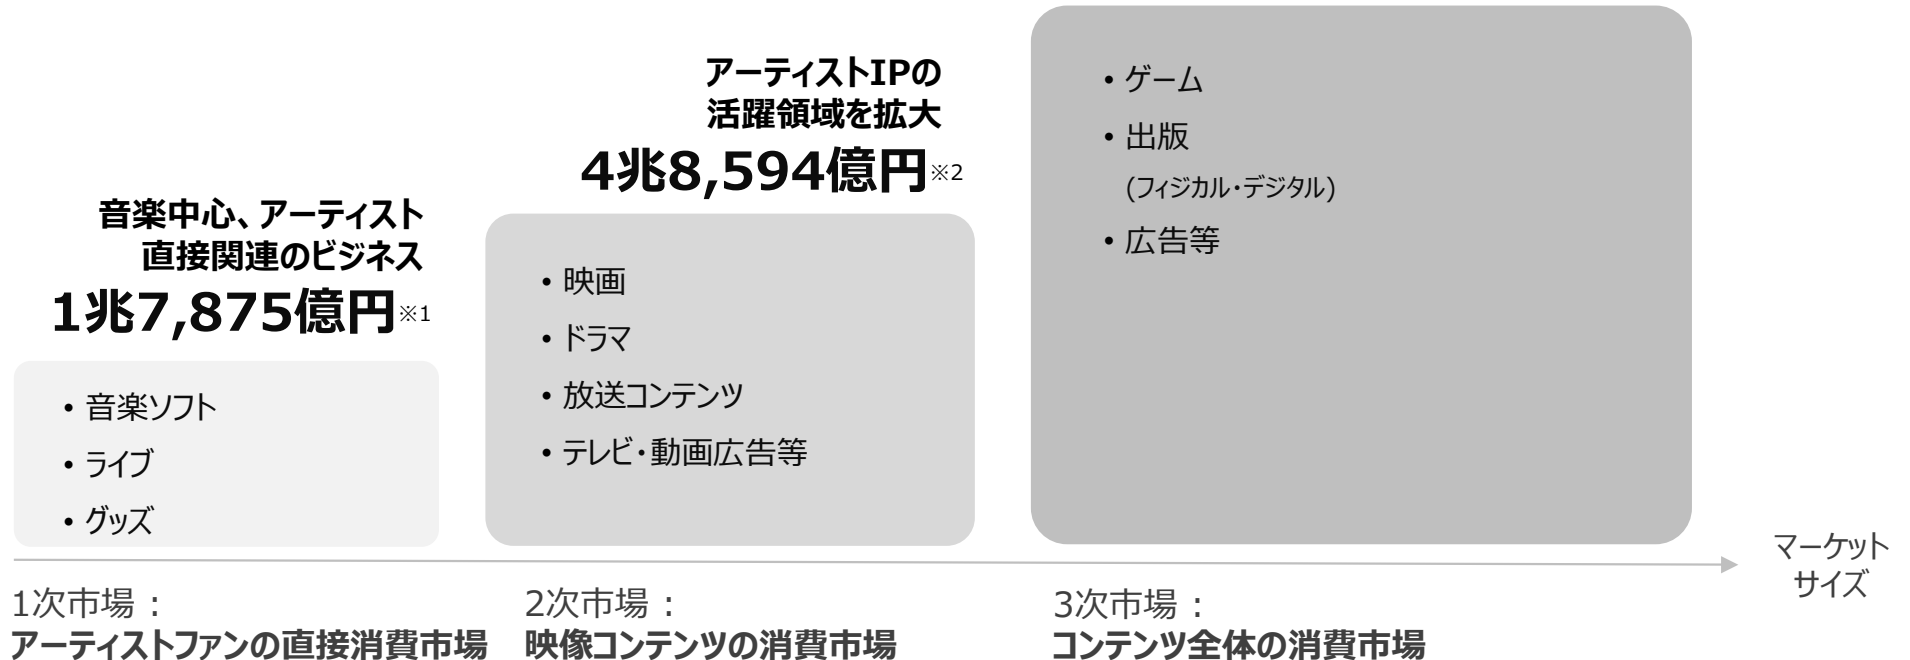 音楽中心、アーティスト
直接関連のビジネス
1兆7,875億円※1
• 音楽ソフト
• ライブ
• グッズ
1次市場：
アーティストファンの直接消費市場
アーティストIPの
活躍領域を拡大
4兆8,594億円※2
• 映画
• ドラマ
• 放送コンテンツ
• テレビ・動画広告等
2次市場：
映像コンテンツの消費市場
• ゲーム
• 出版
(フィジカル・デジタル)
• 広告等
3次市場：
コンテンツ全体の消費市場
マーケット
サイズ